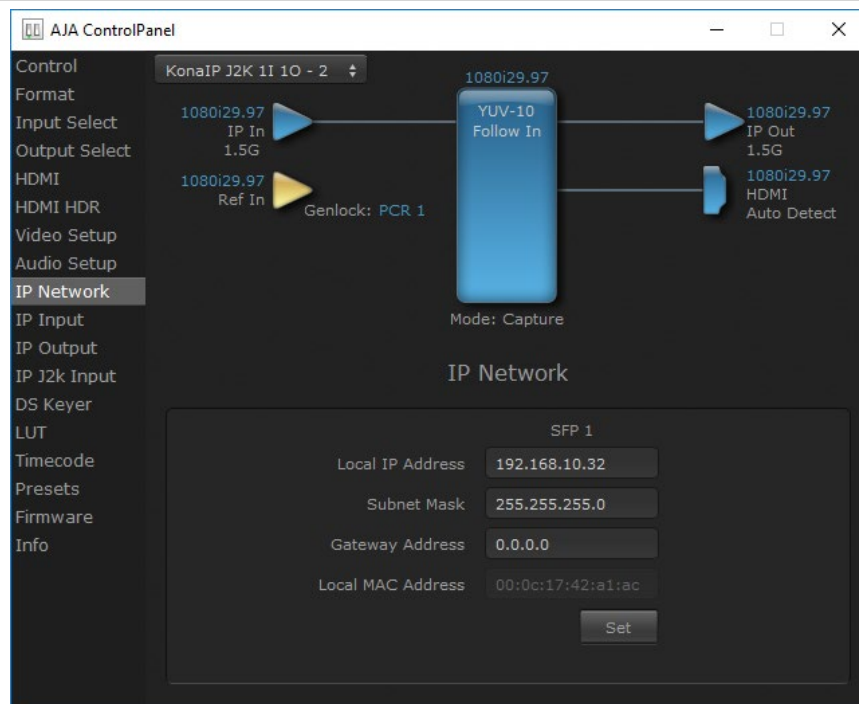 AJA ControlPanel
Control
Format
Input Select
Output Select
HDMI
HDMI HDR
Video Setup
Audio Setup
IP Network
IP Input
IP Output
IP J2k Input
DS Keyer
LUT
Timecode
Presets
Firmware
Info
KonaIP J2K 1I 1O - 2
1080i29.97
1080i29.97
IP In
1.5G
YUV-10
Follow In
1080i29.97
IP Out
1.5G
1080i29.97
Ref In
Genlock: PCR 1
1080i29.97
HDMI
Auto Detect
Mode: Capture
IP Network
SFP 1
Local IP Address 192.168.10.32
Subnet Mask 255.255.255.0
Gateway Address 0.0.0.0
Local MAC Address 00:0c:17:42:a1:ac
Set